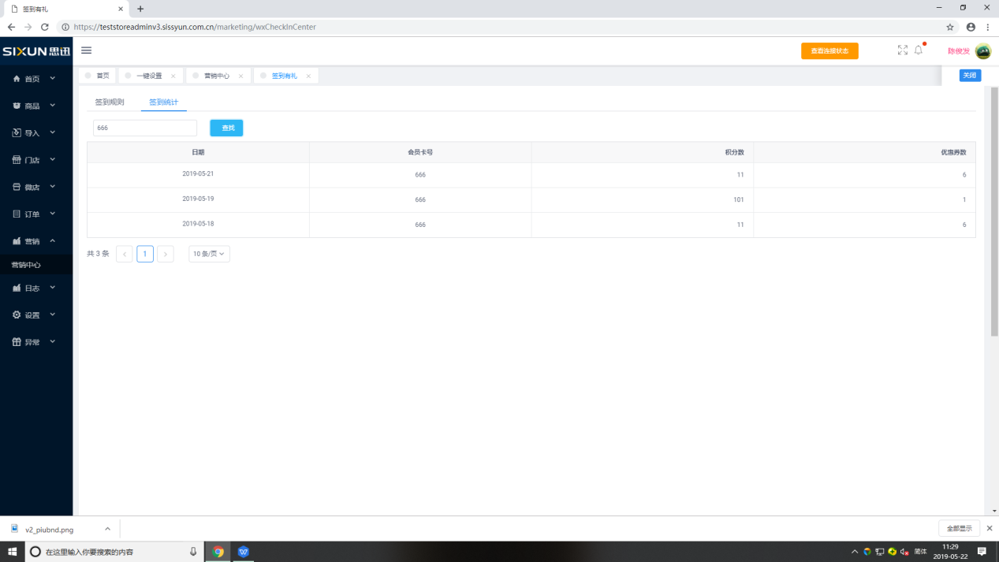 签到有礼
https://teststoreadminv3.sissyun.com.cn/marketing/wxCheckInCenter
SIXUN 思迅
查看连接状态
陈俊发
首页
一键设置
营销中心
签到有礼
关闭
首页
商品
导入
门店
微店
订单
营销
营销中心
日志
设置
异常
签到规则
签到统计
666
查找
日期 会员卡号 积分数 优惠券数
2019-05-21 666 11 6
2019-05-19 666 101 1
2019-05-18 666 11 6
共 3 条
1
10 条/页
v2_piubnd.png
全部显示
在这里输入你要搜索的内容
简体
11:29
2019-05-22